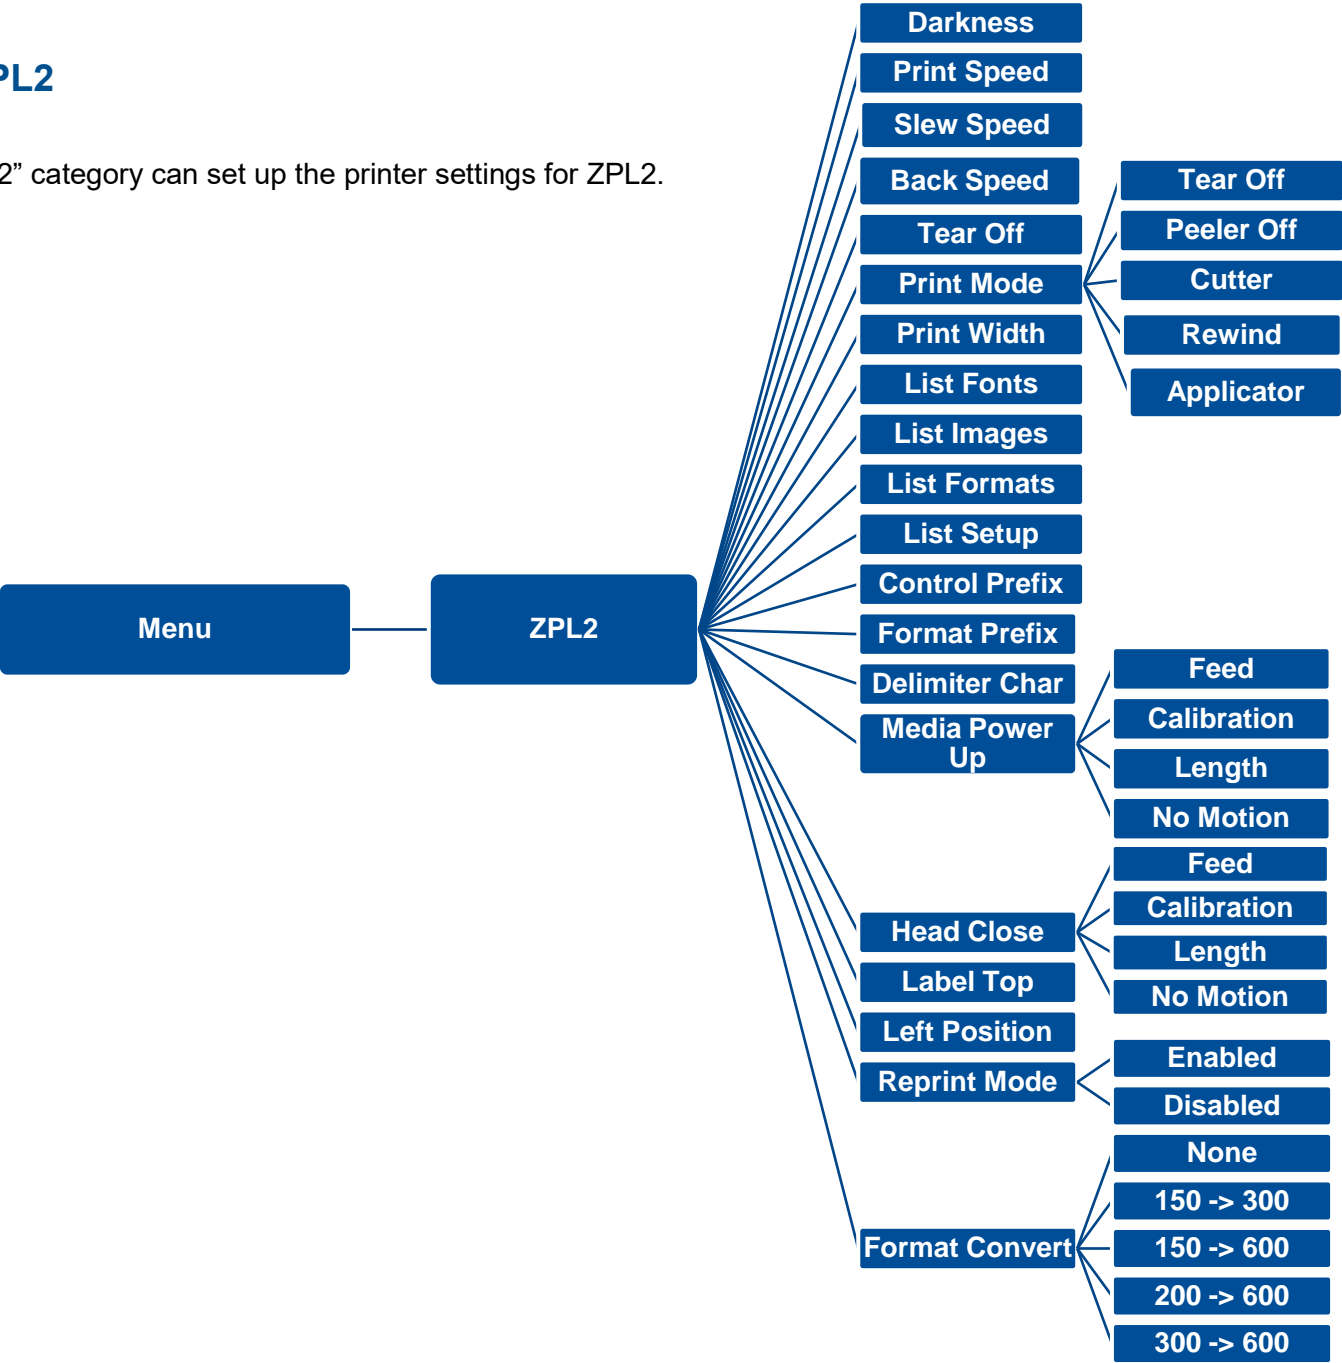 PL2
2” category can set up the printer settings for ZPL2.
Menu
ZPL2
Darkness
Print Speed
Slew Speed
Back Speed
Tear Off
Print Mode
Tear Off
Peeler Off
Cutter
Rewind
Applicator
Print Width
List Fonts
List Images
List Formats
List Setup
Control Prefix
Format Prefix
Delimiter Char
Media Power
Up
Feed
Calibration
Length
No Motion
Head Close
Feed
Calibration
Length
No Motion
Label Top
Left Position
Reprint Mode
Enabled
Disabled
Format Convert
None
150 -> 300
150 -> 600
200 -> 600
300 -> 600